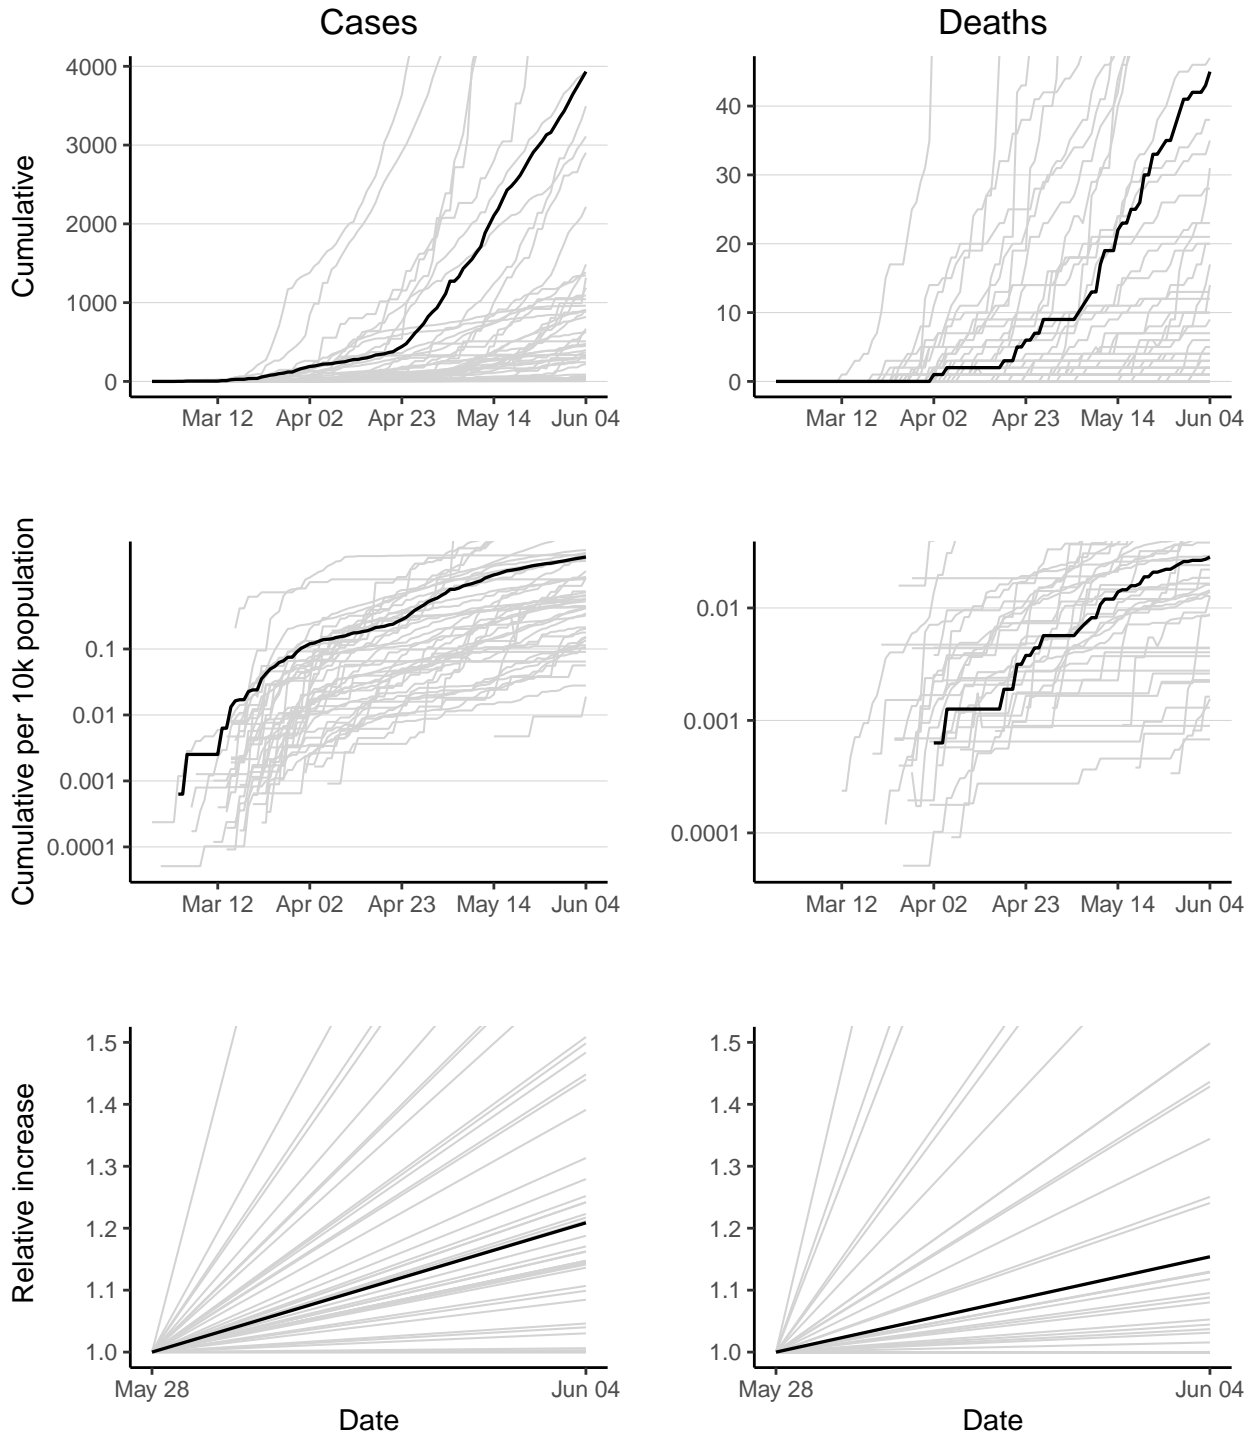 Cases
Deaths
Cumulative
4000
3000
2000
1000
0
Mar 12 Apr 02 Apr 23 May 14 Jun 04
40
30
20
10
0
Mar 12 Apr 02 Apr 23 May 14 Jun 04
Cumulative per 10k population
0.1
0.01
0.001
0.0001
Mar 12 Apr 02 Apr 23 May 14 Jun 04
0.01
0.001
0.0001
Mar 12 Apr 02 Apr 23 May 14 Jun 04
Relative increase
1.5
1.4
1.3
1.2
1.1
1.0
May 28 Jun 04
Date
1.5
1.4
1.3
1.2
1.1
1.0
May 28 Jun 04
Date